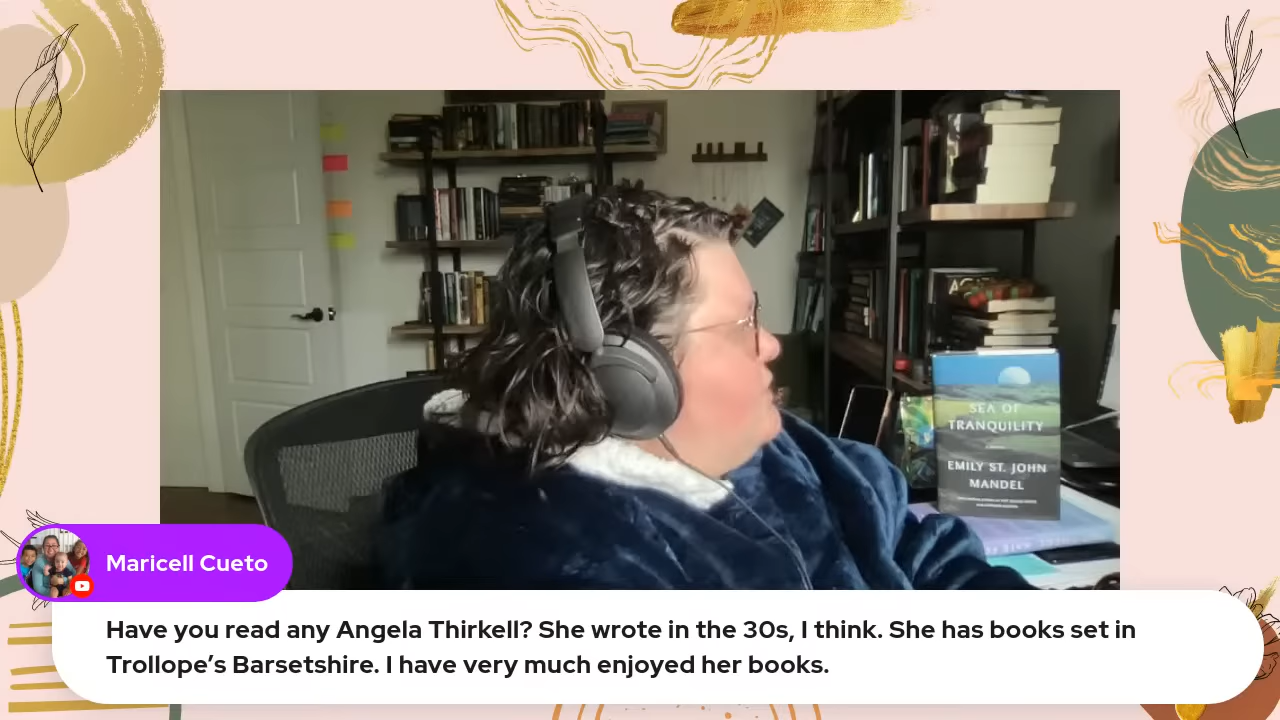 SEA OF
TRANQUILITY
EMILY ST. JOHN
MANDEL
Maricell Cueto
Have you read any Angela Thirkell? She wrote in the 30s, I think. She has books set in
Trollope’s Barsetshire. I have very much enjoyed her books.